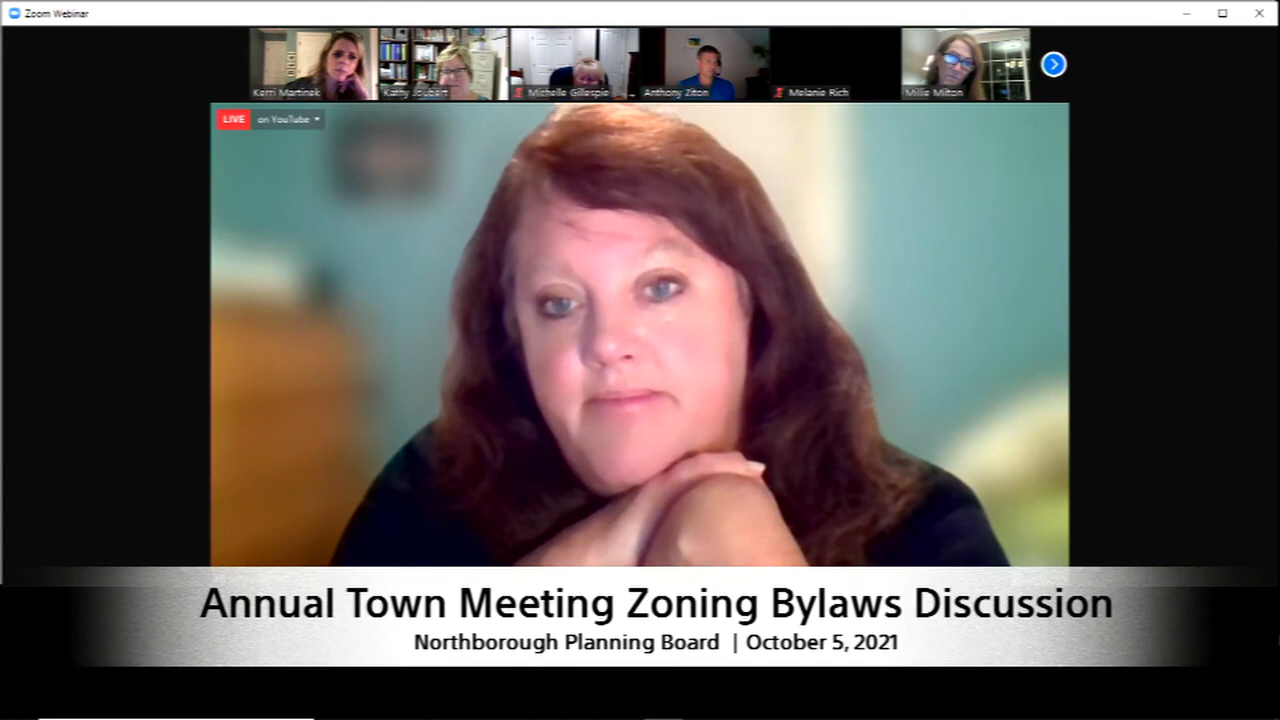 Zoom Webinar
Kerri Martinek
Kathy Joubert
Michelle Gillespie
Anthony Ziton
Melanie Rich
Millie Milton
LIVE on YouTube
Annual Town Meeting Zoning Bylaws Discussion
Northborough Planning Board | October 5, 2021